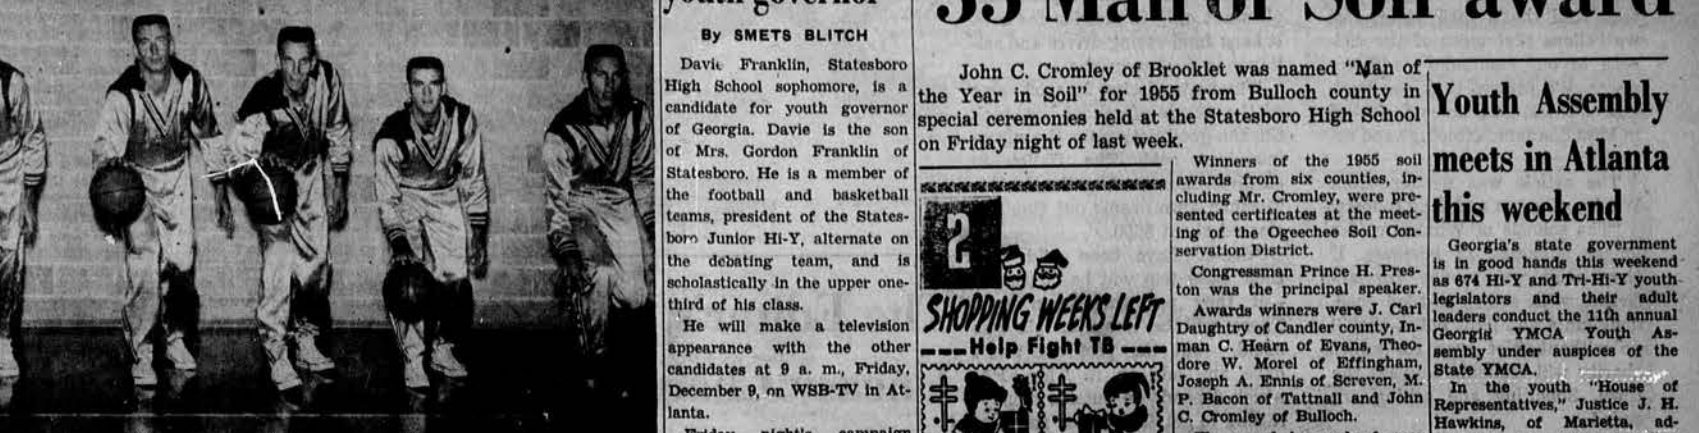 youth governor
By SMETS BLITCH
Davie Franklin, Statesboro
High School sophomore, is a
candidate for youth governor
of Georgia. Davie is the son
of Mrs. Gordon Franklin of
Statesboro. He is a member of
the football and basketball
teams, president of the States-
boro Junior Hi-Y, alternate on
the debating team, and is
scholastically in the upper one-
third of his class.
He will make a television
appearance with the other
candidates at 9 a. m., Friday,
December 9, on WSB-TV in At-
lanta.
Friday night's campaign
55 Man of Soil award
John C. Cromley of Brooklet was named "Man of
the Year in Soil" for 1955 from Bulloch county in
special ceremonies held at the Statesboro High School
on Friday night of last week.
2
SHOPPING WEEKS LEFT
Help Fight TB
Winners of the 1955 soil
awards from six counties, in-
cluding Mr. Cromley, were pre-
sented certificates at the meet-
ing of the Ogeechee Soil Con-
servation District.
Congressman Prince H. Pres-
ton was the principal speaker.
Awards winners were J. Carl
Daughtry of Candler county, In-
man C. Hearn of Evans, Theo-
dore W. Morel of Effingham,
Joseph A. Ennis of Screven, M.
P. Bacon of Tattnall and John
C. Cromley of Bulloch.
Youth Assembly
meets in Atlanta
this weekend
Georgia's state government
is in good hands this weekend
as 674 Hi-Y and Tri-Hi-Y youth
legislators and their adult
leaders conduct the 11th annual
Georgia YMCA Youth As-
sembly under auspices of the
State YMCA.
In the youth "House of
Representatives," Justice J. H.
Hawkins, of Marietta, ad-